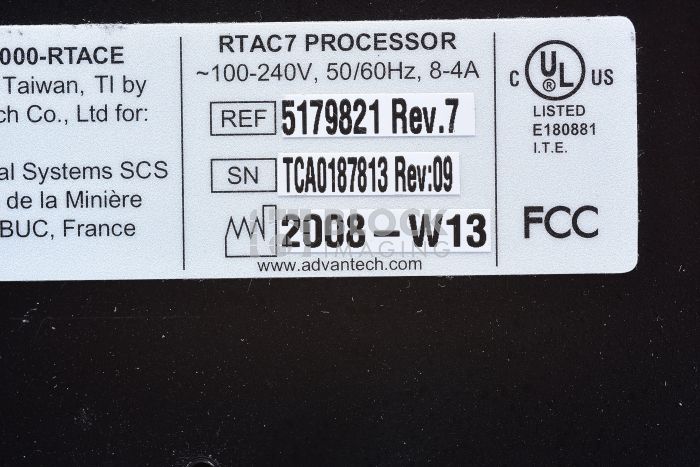 000-RTACE
Taiwan, TI by
ch Co., Ltd for:
al Systems SCS
de la Minière
BUC, France
RTAC7 PROCESSOR
~100-240V, 50/60Hz, 8-4A
REF 5179821 Rev.7
SN TCA0187813 Rev:09
2008-W13
www.advantech.com
C UL ® US
LISTED
E180881
I.T.E.
FCC
BLOCK
IMAGING